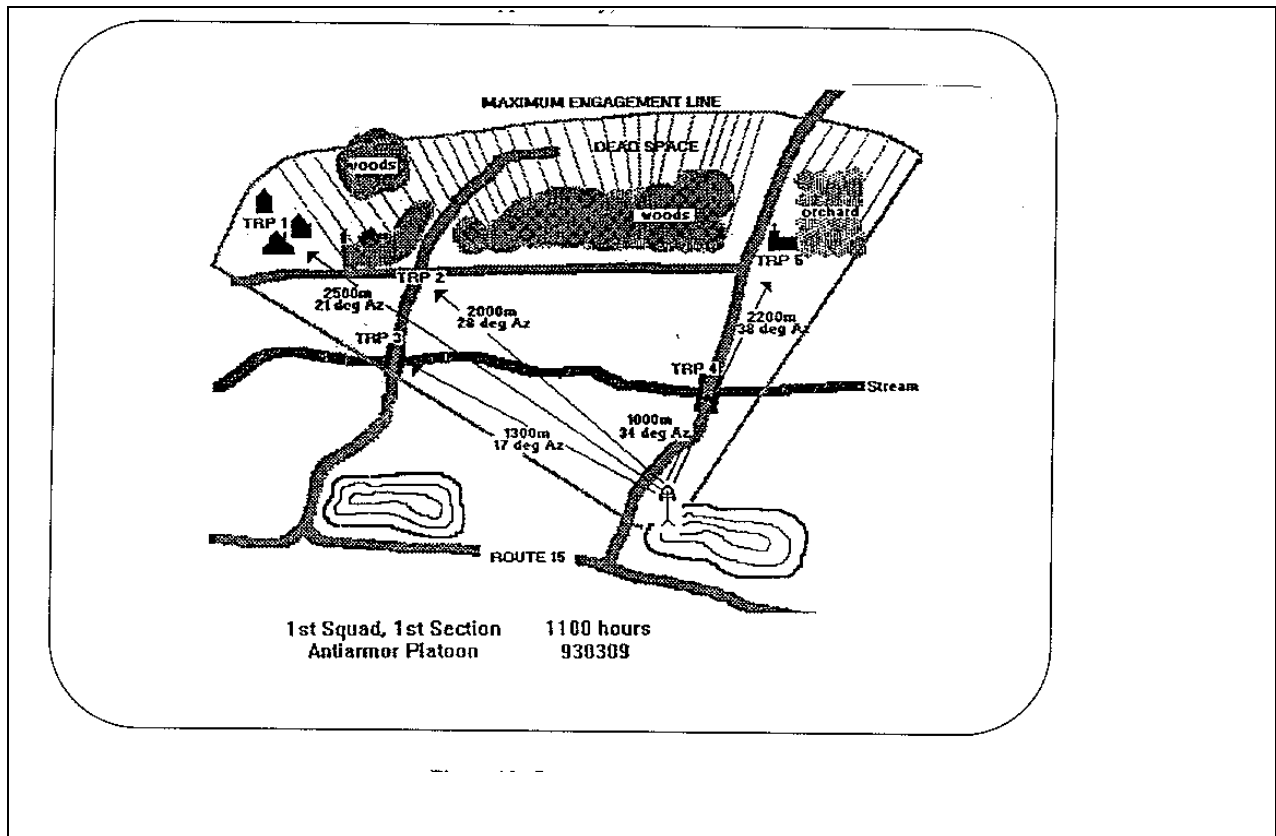 MAXIMUM ENGAGEMENT LINE
DEAD SPACE
woods
woods
orchard
TRP 1
TRP 5
TRP 2
2500m
21 deg Az
2000m
28 deg Az
2200m
38 deg Az
TRP 3
TRP 4
Stream
1000m
34 deg Az
1300m
17 deg Az
ROUTE 15
1st Squad, 1st Section 1100 hours
Antiarmor Platoon 930309